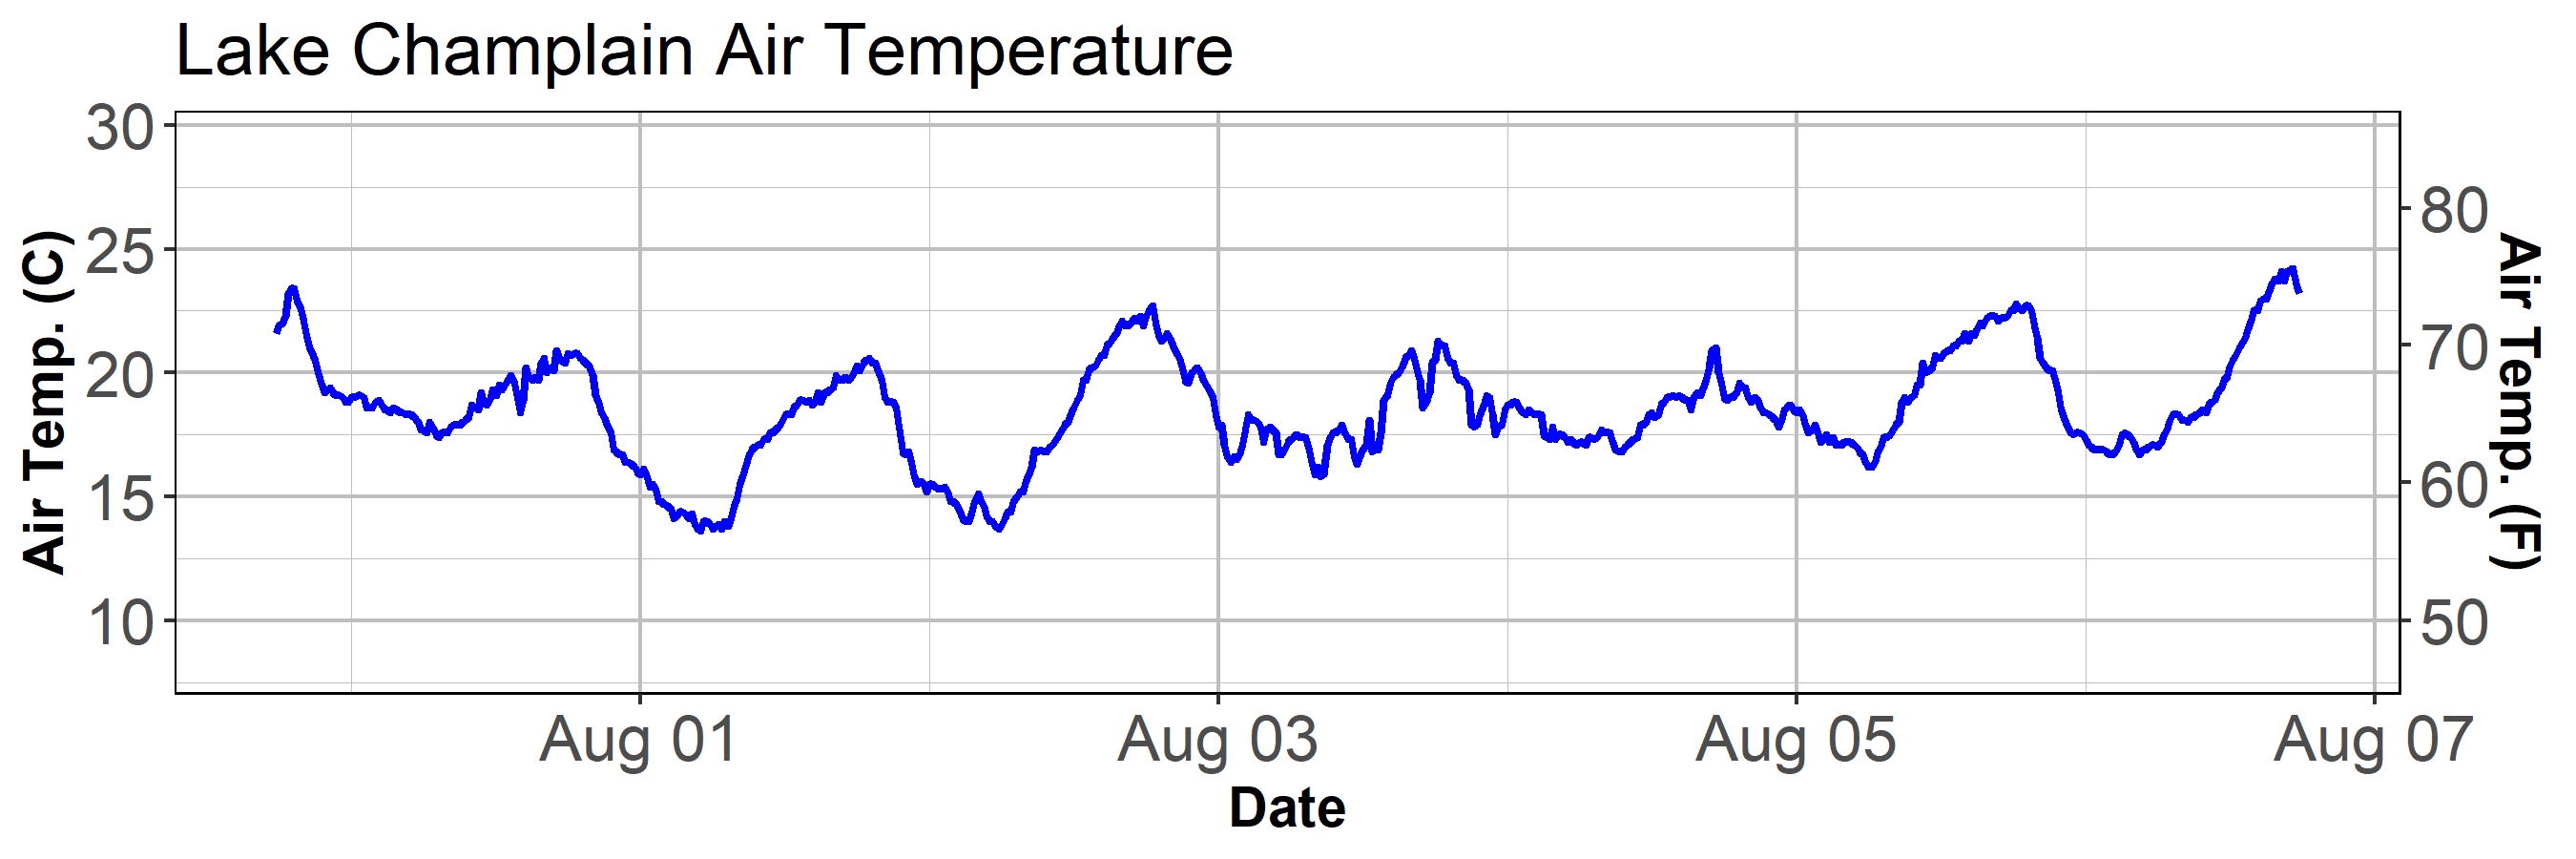 Lake Champlain Air Temperature
30
25
20
15
10
Air Temp. (C)
80
70
60
50
Air Temp. (F)
Aug 01 Aug 03 Aug 05 Aug 07
Date